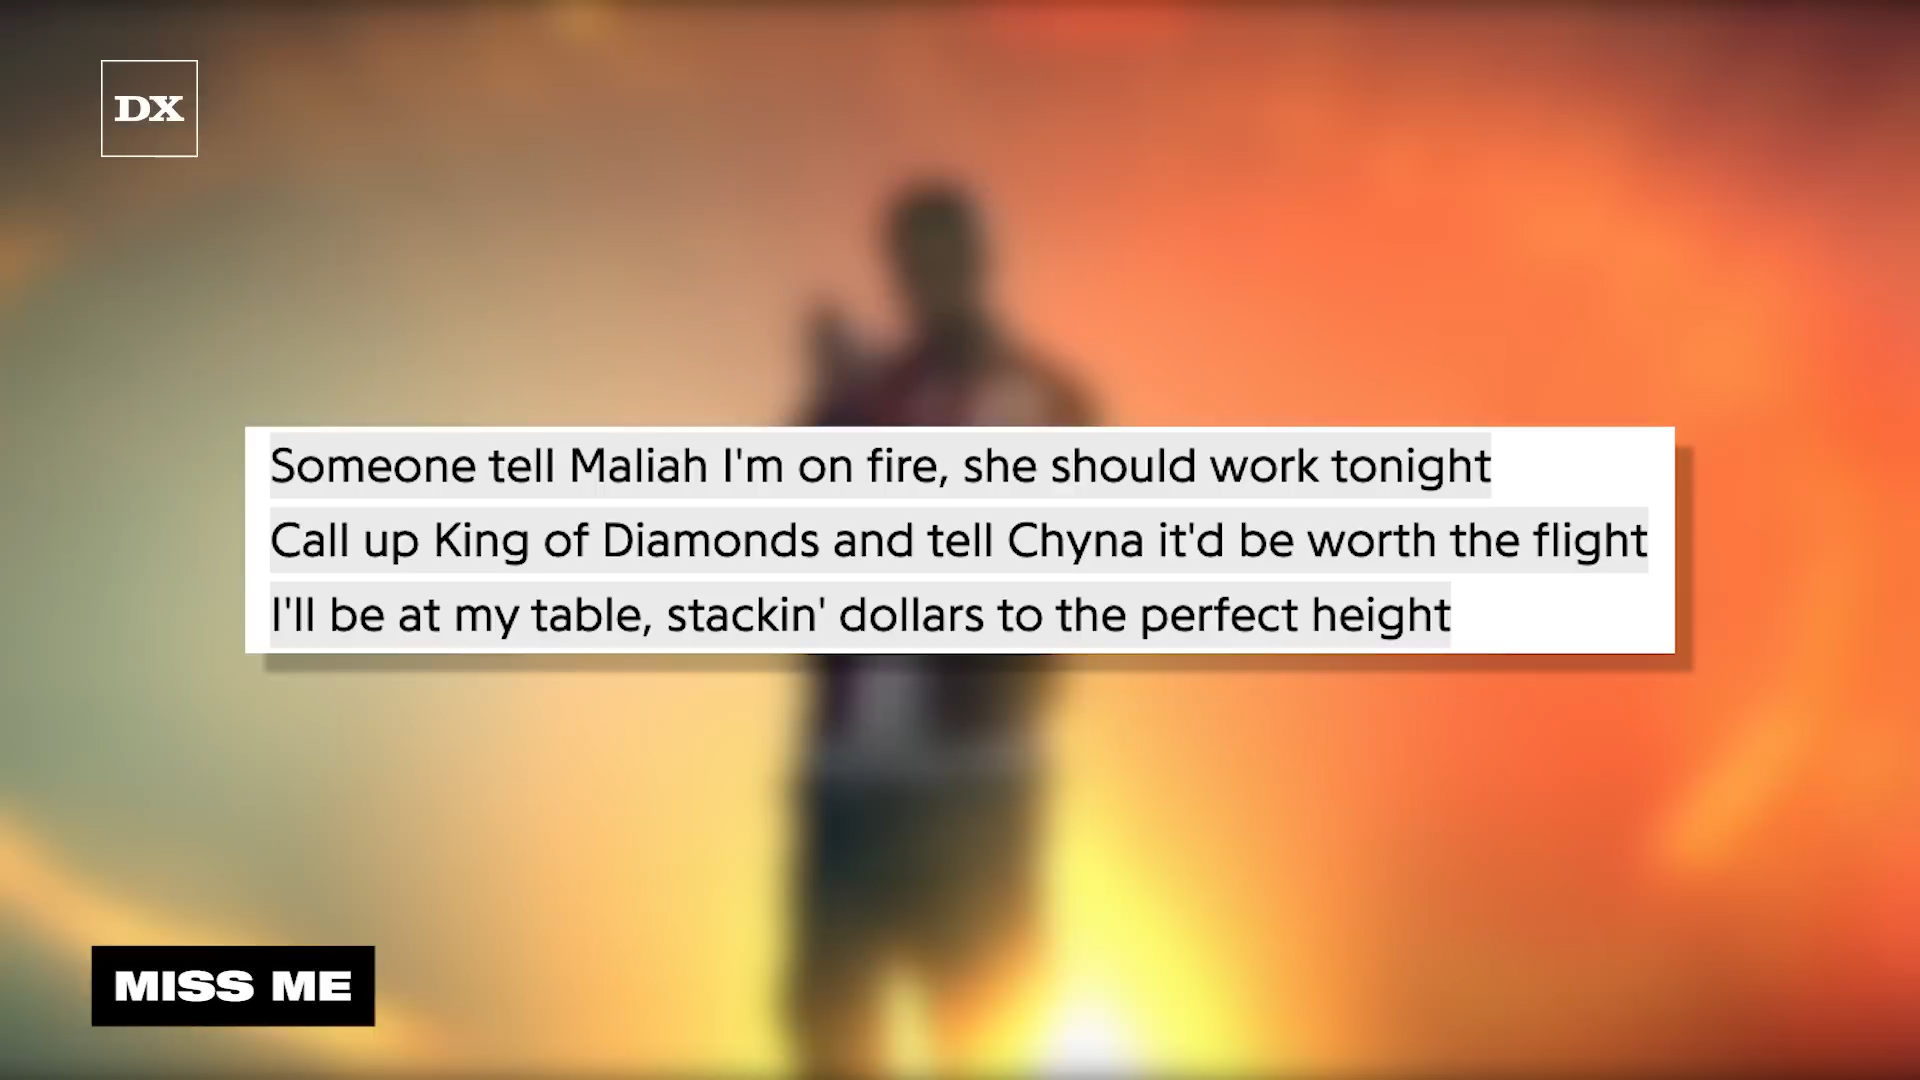 DX
Someone tell Maliah I'm on fire, she should work tonight
Call up King of Diamonds and tell Chyna it'd be worth the flight
I'll be at my table, stackin' dollars to the perfect height
MISS ME